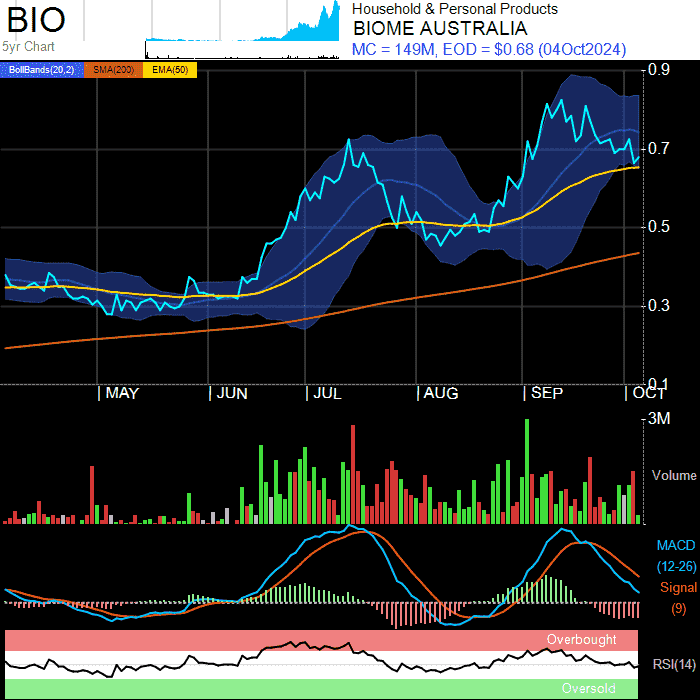 BIO
5yr Chart
Household & Personal Products
BIOME AUSTRALIA
MC = 149M, EOD = $0.68 (04Oct2024)
BollBands(20,2) SMA(200) EMA(50)
0.9
0.7
0.5
0.3
0.1
MAY JUN JUL AUG SEP OCT
3M
Volume
MACD
(12-26)
Signal
(9)
Overbought
RSI(14)
Oversold